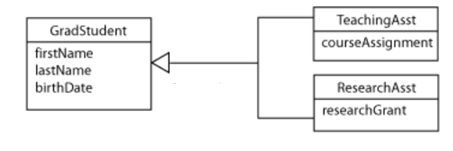 GradStudent
firstName
lastName
birthDate
TeachingAsst
courseAssignment
ResearchAsst
researchGrant